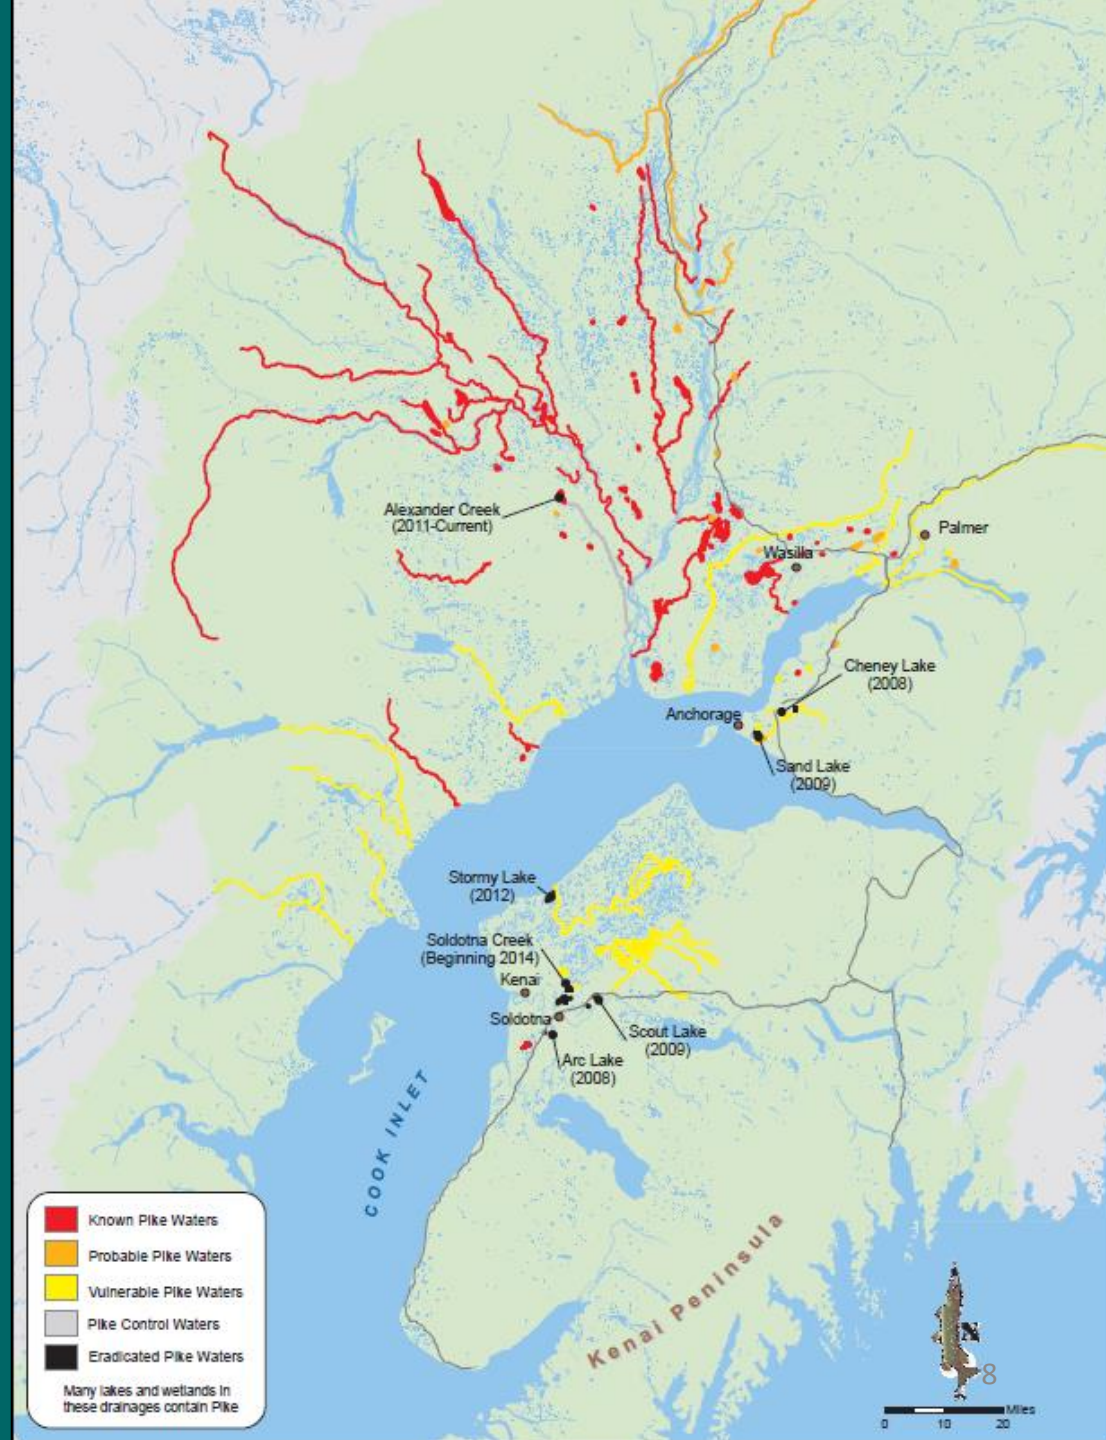 Alexander Creek
(2011-Current)
Palmer
Wasilla
Cheney Lake
(2008)
Anchorage
Sand Lake
(2009)
Stormy Lake
(2012)
Soldotna Creek
(Beginning 2014)
Kenai
Soldotna
Scout Lake
(2009)
Arc Lake
(2008)
COOK INLET
Kenai Peninsula
Known Pike Waters
Probable Pike Waters
Vulnerable Pike Waters
Pike Control Waters
Eradicated Pike Waters
Many lakes and wetlands in
these drainages contain Pike
N
8
Miles
0 10 20